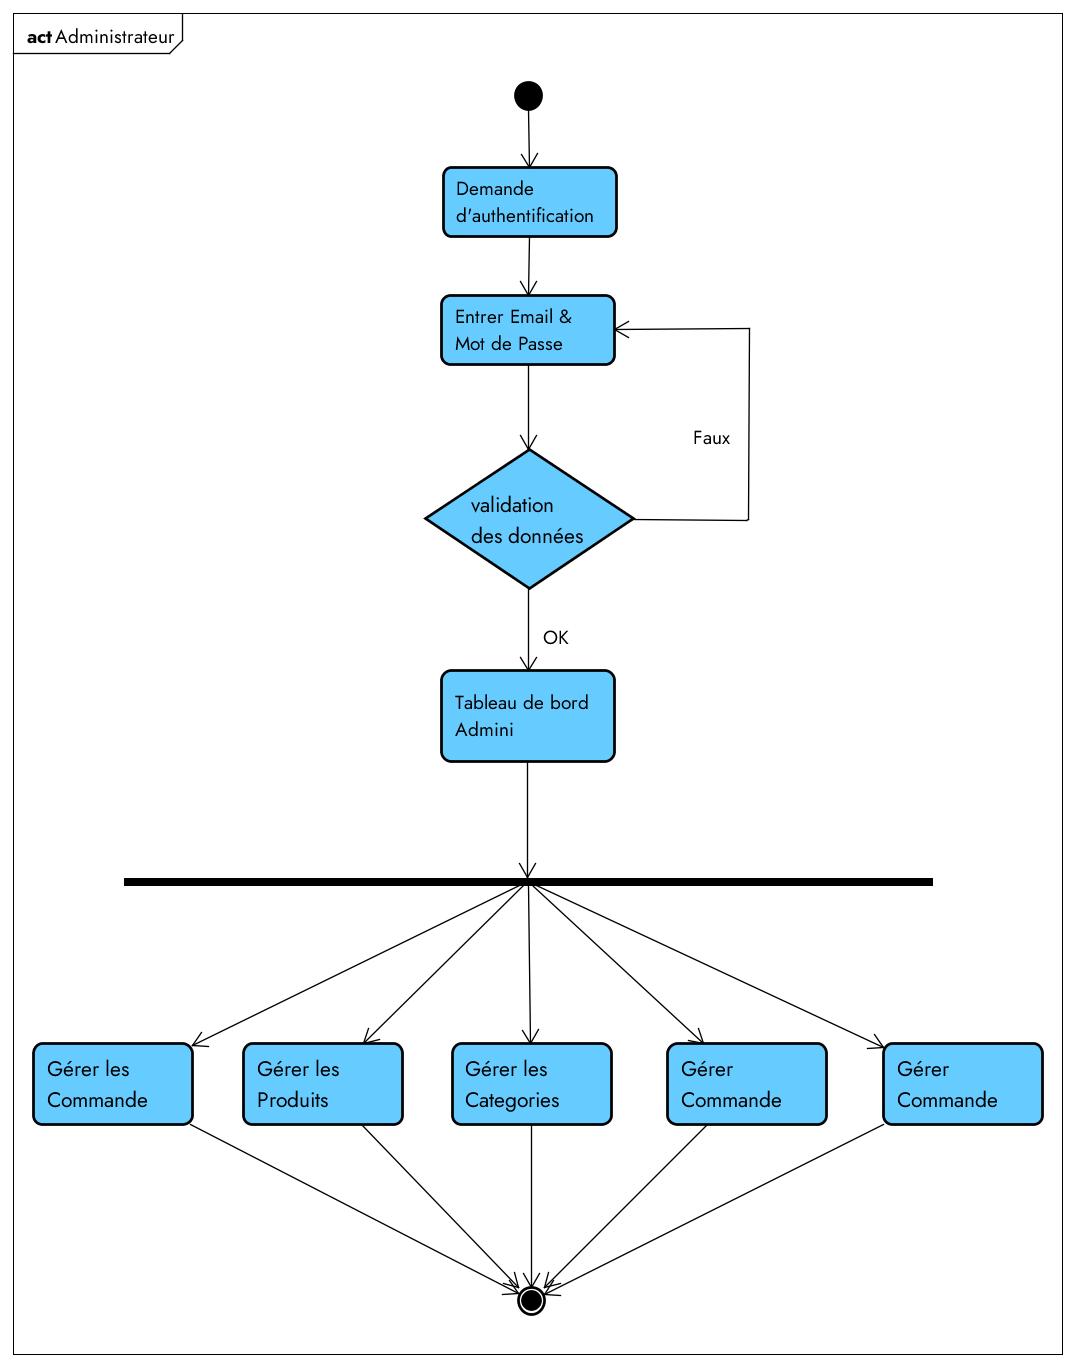 act Administrateur
Demande
d'authentification
Entrer Email &
Mot de Passe
Faux
validation
des données
OK
Tableau de bord
Admini
Gérer les
Commande
Gérer les
Produits
Gérer les
Categories
Gérer
Commande
Gérer
Commande